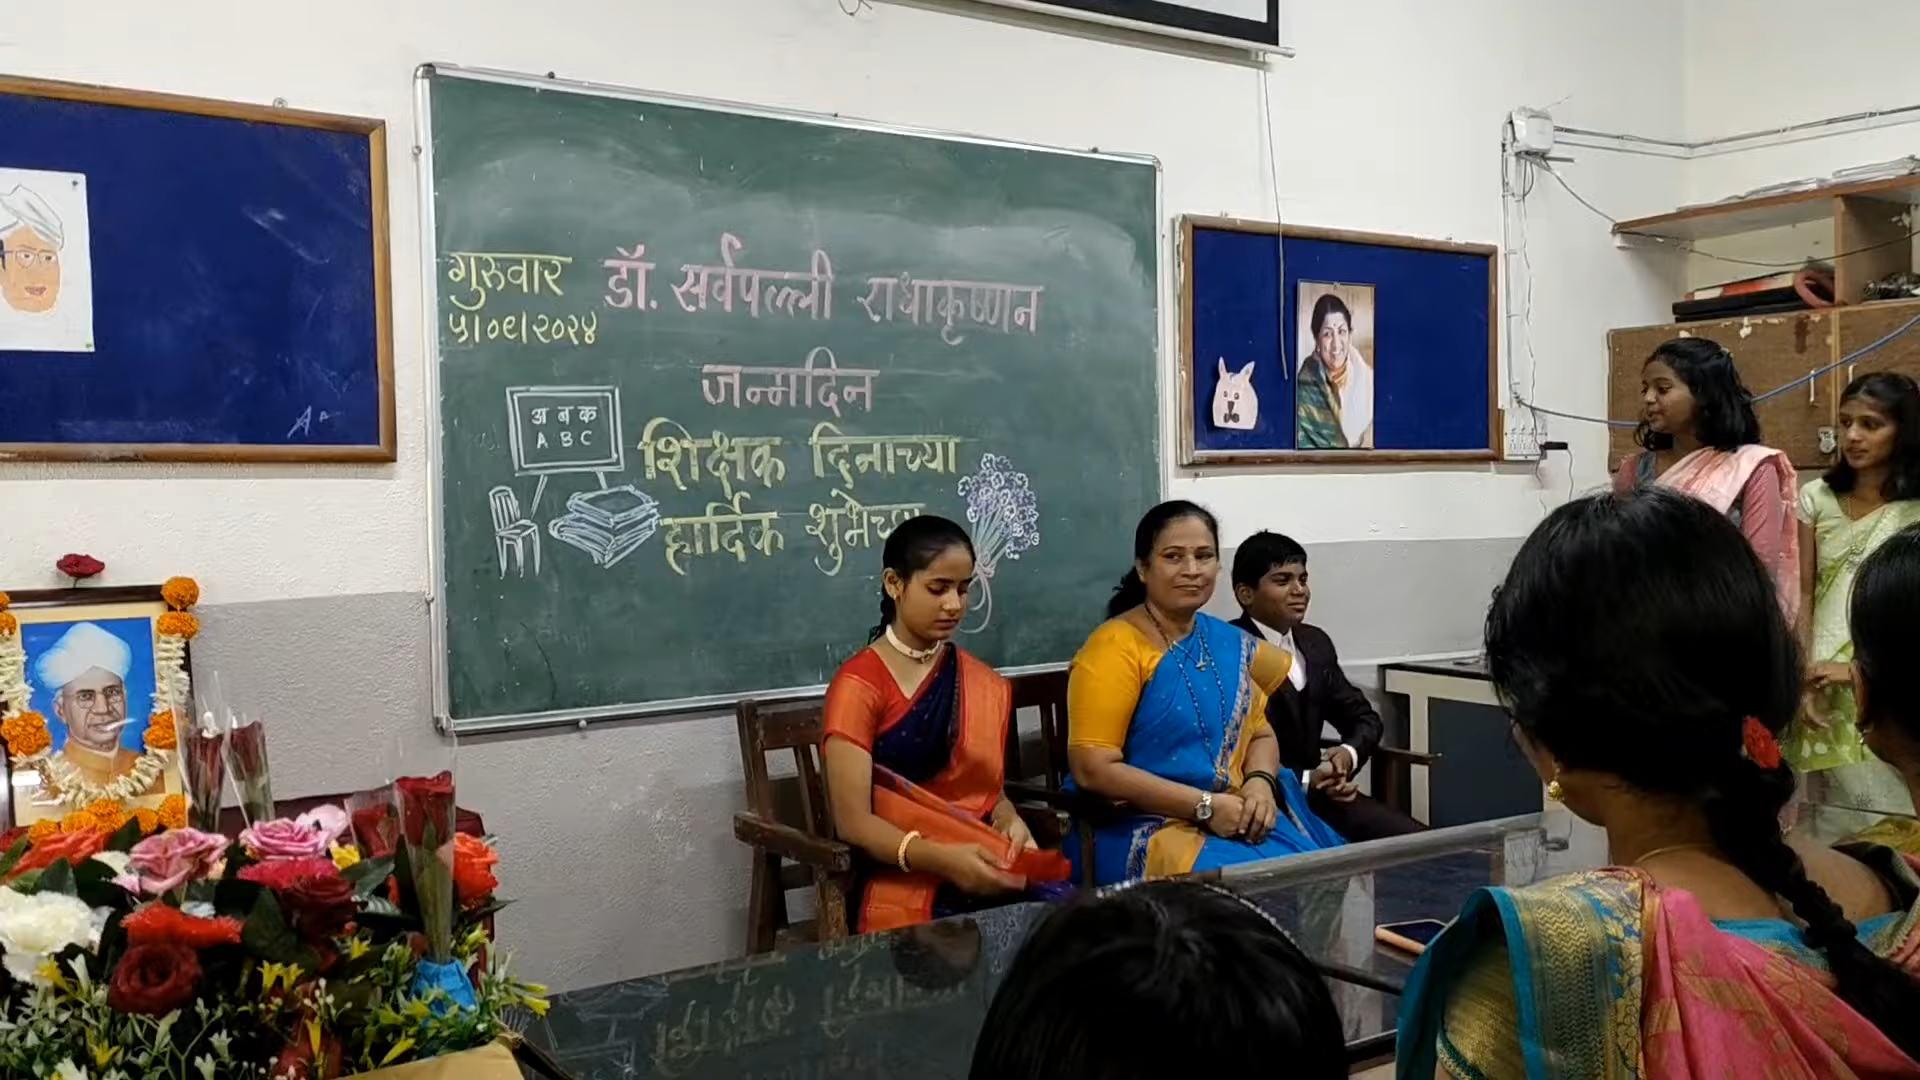 गुरुवार
५।०९।२०२४
डॉ. सर्वपल्ली राधाकृष्णन
जन्मदिन
अ ब क
A B C
शिक्षक दिनाच्या
हार्दिक